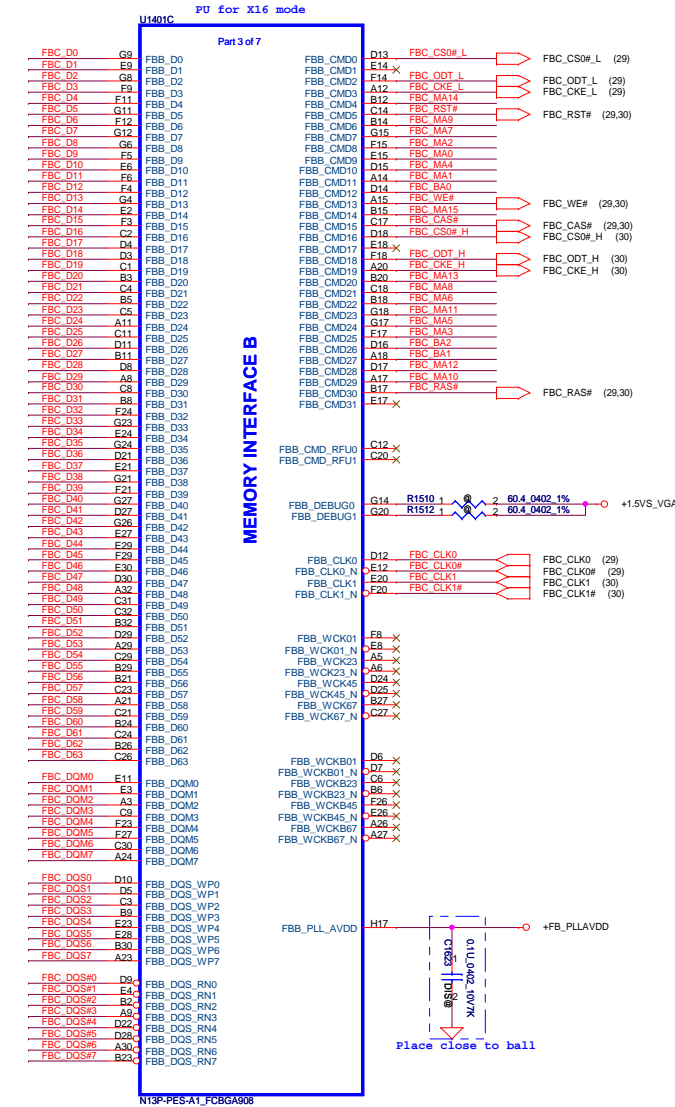 PU for X16 mode
U1401C
Part 3 of 7
FBC_D0 G9 FBB_D0
FBC_D1 E9 FBB_D1
FBC_D2 G8 FBB_D2
FBC_D3 F9 FBB_D3
FBC_D4 F11 FBB_D4
FBC_D5 G11 FBB_D5
FBC_D6 F12 FBB_D6
FBC_D7 G12 FBB_D7
FBC_D8 G6 FBB_D8
FBC_D9 F5 FBB_D9
FBC_D10 E6 FBB_D10
FBC_D11 F6 FBB_D11
FBC_D12 F4 FBB_D12
FBC_D13 G4 FBB_D13
FBC_D14 E2 FBB_D14
FBC_D15 F3 FBB_D15
FBC_D16 C2 FBB_D16
FBC_D17 D4 FBB_D17
FBC_D18 D3 FBB_D18
FBC_D19 C1 FBB_D19
FBC_D20 B3 FBB_D20
FBC_D21 C4 FBB_D21
FBC_D22 B5 FBB_D22
FBC_D23 C5 FBB_D23
FBC_D24 A11 FBB_D24
FBC_D25 C11 FBB_D25
FBC_D26 D11 FBB_D26
FBC_D27 B11 FBB_D27
FBC_D28 D8 FBB_D28
FBC_D29 A8 FBB_D29
FBC_D30 C8 FBB_D30
FBC_D31 B8 FBB_D31
FBC_D32 F24 FBB_D32
FBC_D33 G23 FBB_D33
FBC_D34 E24 FBB_D34
FBC_D35 G24 FBB_D35
FBC_D36 D21 FBB_D36
FBC_D37 E21 FBB_D37
FBC_D38 G21 FBB_D38
FBC_D39 F21 FBB_D39
FBC_D40 G27 FBB_D40
FBC_D41 D27 FBB_D41
FBC_D42 G26 FBB_D42
FBC_D43 E27 FBB_D43
FBC_D44 E29 FBB_D44
FBC_D45 F29 FBB_D45
FBC_D46 E30 FBB_D46
FBC_D47 D30 FBB_D47
FBC_D48 A32 FBB_D48
FBC_D49 C31 FBB_D49
FBC_D50 C32 FBB_D50
FBC_D51 B32 FBB_D51
FBC_D52 D29 FBB_D52
FBC_D53 A29 FBB_D53
FBC_D54 C29 FBB_D54
FBC_D55 B29 FBB_D55
FBC_D56 B21 FBB_D56
FBC_D57 C23 FBB_D57
FBC_D58 A21 FBB_D58
FBC_D59 C21 FBB_D59
FBC_D60 B24 FBB_D60
FBC_D61 C24 FBB_D61
FBC_D62 B26 FBB_D62
FBC_D63 C26 FBB_D63
FBC_DQM0 E11 FBB_DQM0
FBC_DQM1 E3 FBB_DQM1
FBC_DQM2 A3 FBB_DQM2
FBC_DQM3 C9 FBB_DQM3
FBC_DQM4 F23 FBB_DQM4
FBC_DQM5 F27 FBB_DQM5
FBC_DQM6 C30 FBB_DQM6
FBC_DQM7 A24 FBB_DQM7
FBC_DQS0 D10 FBB_DQS_WP0
FBC_DQS1 D5 FBB_DQS_WP1
FBC_DQS2 C3 FBB_DQS_WP2
FBC_DQS3 B9 FBB_DQS_WP3
FBC_DQS4 E23 FBB_DQS_WP4
FBC_DQS5 E28 FBB_DQS_WP5
FBC_DQS6 B30 FBB_DQS_WP6
FBC_DQS7 A23 FBB_DQS_WP7
FBC_DQS#0 D9 FBB_DQS_RN0
FBC_DQS#1 E4 FBB_DQS_RN1
FBC_DQS#2 B2 FBB_DQS_RN2
FBC_DQS#3 A9 FBB_DQS_RN3
FBC_DQS#4 D22 FBB_DQS_RN4
FBC_DQS#5 D28 FBB_DQS_RN5
FBC_DQS#6 A30 FBB_DQS_RN6
FBC_DQS#7 B23 FBB_DQS_RN7
MEMORY INTERFACE B
FBB_CMD0 D13 FBC_CS0#_L FBC_CS0#_L (29)
FBB_CMD1 E14
FBB_CMD2 F14 FBC_ODT_L FBC_ODT_L (29)
FBB_CMD3 A12 FBC_CKE_L FBC_CKE_L (29)
FBB_CMD4 B12 FBC_MA14
FBB_CMD5 C14 FBC_RST# FBC_RST# (29,30)
FBB_CMD6 B14 FBC_MA9
FBB_CMD7 G15 FBC_MA7
FBB_CMD8 F15 FBC_MA2
FBB_CMD9 E15 FBC_MA0
FBB_CMD10 D15 FBC_MA4
FBB_CMD11 A14 FBC_MA1
FBB_CMD12 D14 FBC_BA0
FBB_CMD13 A15 FBC_WE# FBC_WE# (29,30)
FBB_CMD14 B15 FBC_MA15
FBB_CMD15 C17 FBC_CAS# FBC_CAS# (29,30)
FBB_CMD16 D18 FBC_CS0#_H FBC_CS0#_H (30)
FBB_CMD17 E18
FBB_CMD18 F18 FBC_ODT_H FBC_ODT_H (30)
FBB_CMD19 A20 FBC_CKE_H FBC_CKE_H (30)
FBB_CMD20 B20 FBC_MA13
FBB_CMD21 C18 FBC_MA8
FBB_CMD22 B18 FBC_MA6
FBB_CMD23 G18 FBC_MA11
FBB_CMD24 G17 FBC_MA5
FBB_CMD25 F17 FBC_MA3
FBB_CMD26 D16 FBC_BA2
FBB_CMD27 A18 FBC_BA1
FBB_CMD28 D17 FBC_MA12
FBB_CMD29 A17 FBC_MA10
FBB_CMD30 B17 FBC_RAS# FBC_RAS# (29,30)
FBB_CMD31 E17
FBB_CMD_RFU0 C12
FBB_CMD_RFU1 C20
FBB_DEBUG0 G14 R1510 1 @ 2 60.4_0402_1% +1.5VS_VGA
FBB_DEBUG1 G20 R1512 1 @ 2 60.4_0402_1%
FBB_CLK0 D12 FBC_CLK0 FBC_CLK0 (29)
FBB_CLK0_N E12 FBC_CLK0# FBC_CLK0# (29)
FBB_CLK1 E20 FBC_CLK1 FBC_CLK1 (30)
FBB_CLK1_N F20 FBC_CLK1# FBC_CLK1# (30)
FBB_WCK01 F8
FBB_WCK01_N E8
FBB_WCK23 A5
FBB_WCK23_N A6
FBB_WCK45 D24
FBB_WCK45_N D25
FBB_WCK67 B27
FBB_WCK67_N C27
FBB_WCKB01 D6
FBB_WCKB01_N D7
FBB_WCKB23 C6
FBB_WCKB23_N B6
FBB_WCKB45 F26
FBB_WCKB45_N E26
FBB_WCKB67 A26
FBB_WCKB67_N A27
FBB_PLL_AVDD H17 +FB_PLLAVDD
C1623 1 2 DIS@
0.1U_0402_10V7K
Place close to ball
N13P-PES-A1_FCBGA908